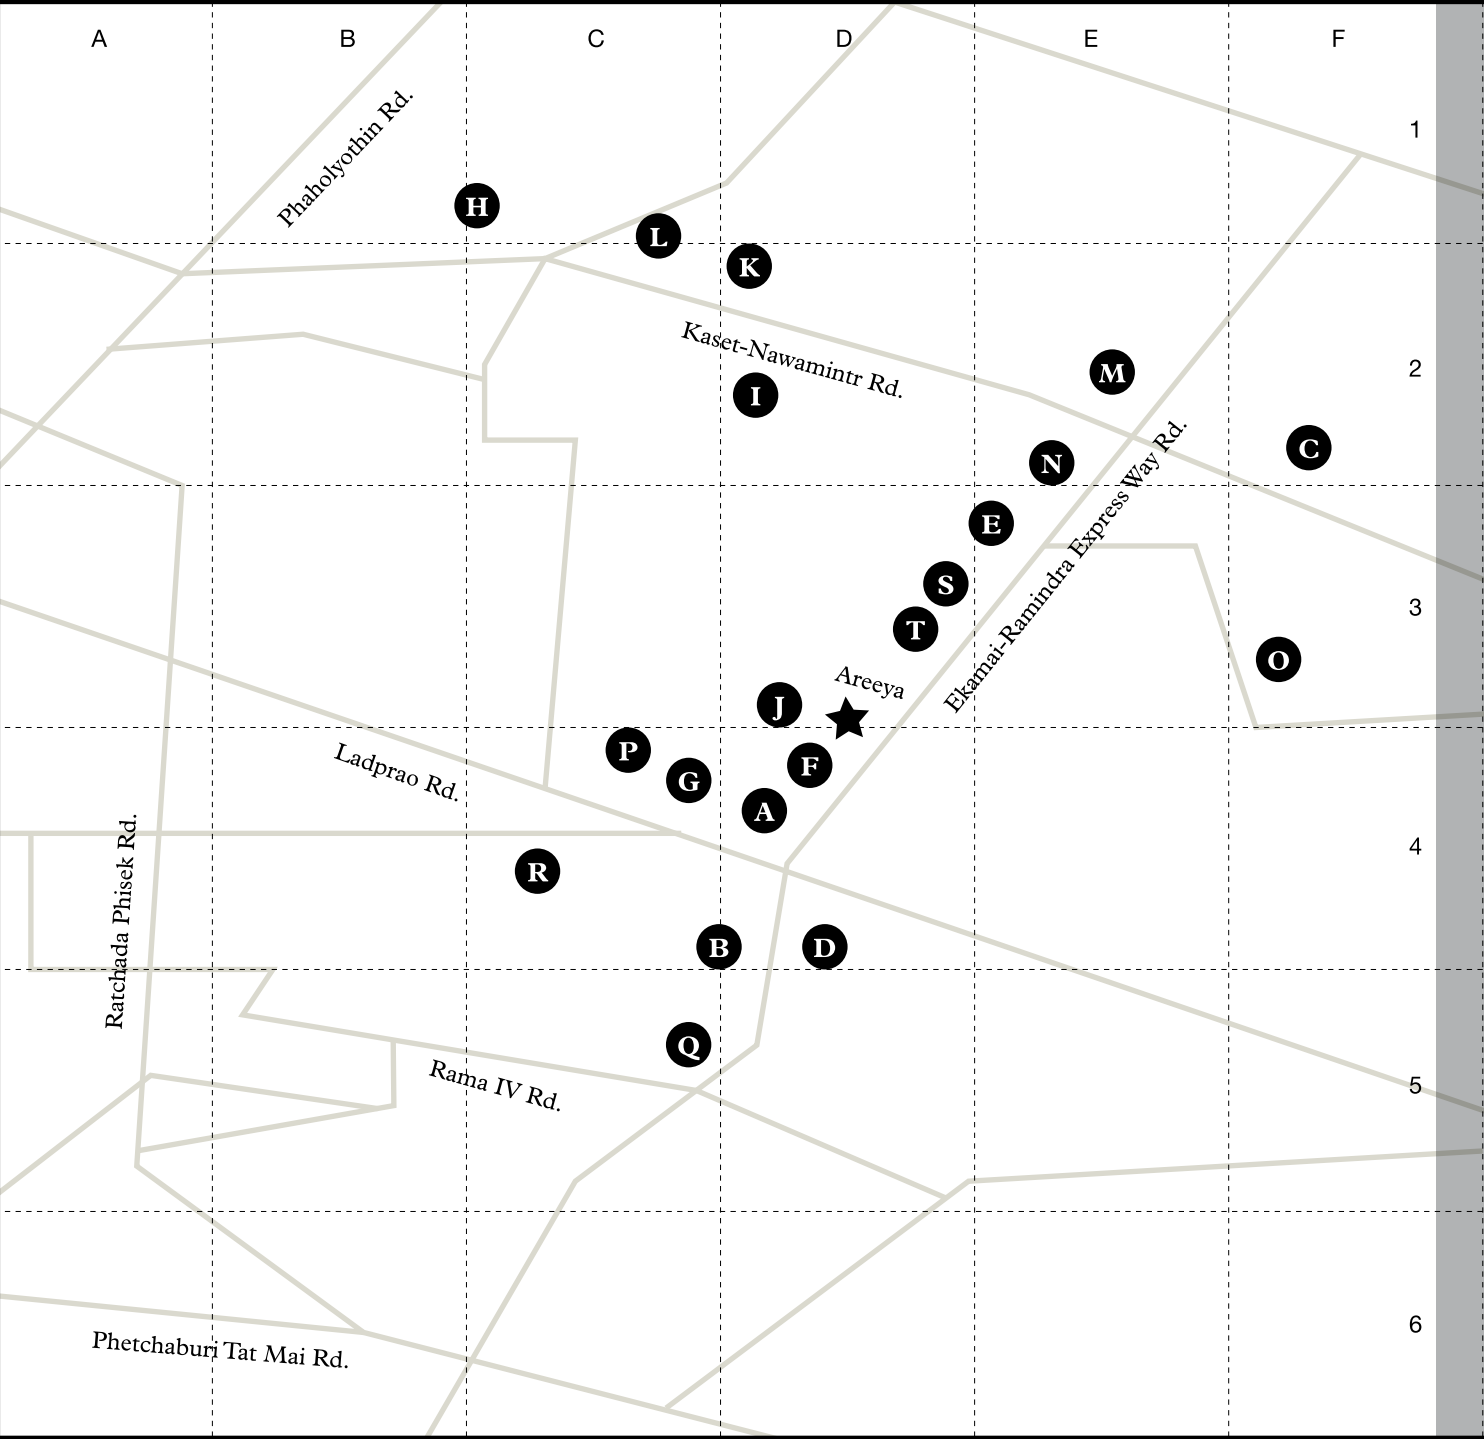 A B C D E F
Phaholyothin Rd.
1
H
L
K
Kaset-Nawamintr Rd.
M
2
I
C
N
E
Ekamai-Ramindra Express Way Rd.
S
3
T
O
Areeya
J
P
F
G
Ladprao Rd.
A
4
R
Ratchada Phisek Rd.
B
D
Q
5
Rama IV Rd.
6
Phetchaburi Tat Mai Rd.